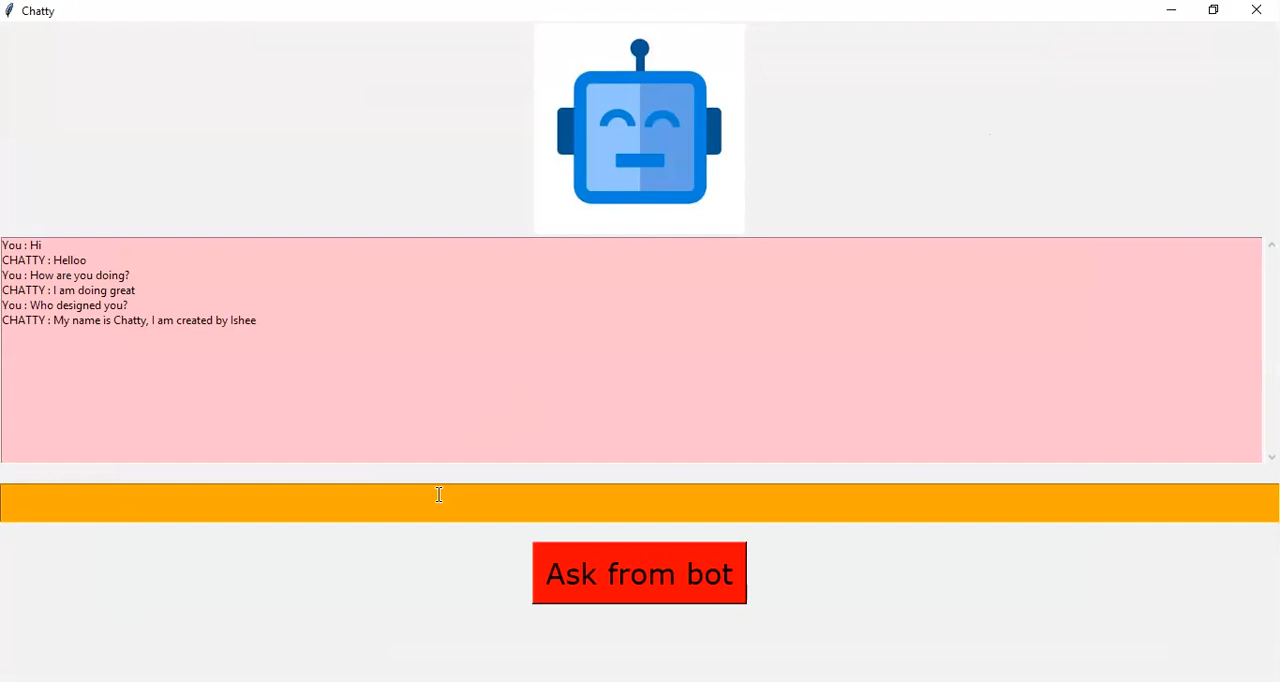 Chatty
You : Hi
CHATTY : Helloo
You : How are you doing?
CHATTY : I am doing great
You : Who designed you?
CHATTY : My name is Chatty, I am created by Ishee
Ask from bot